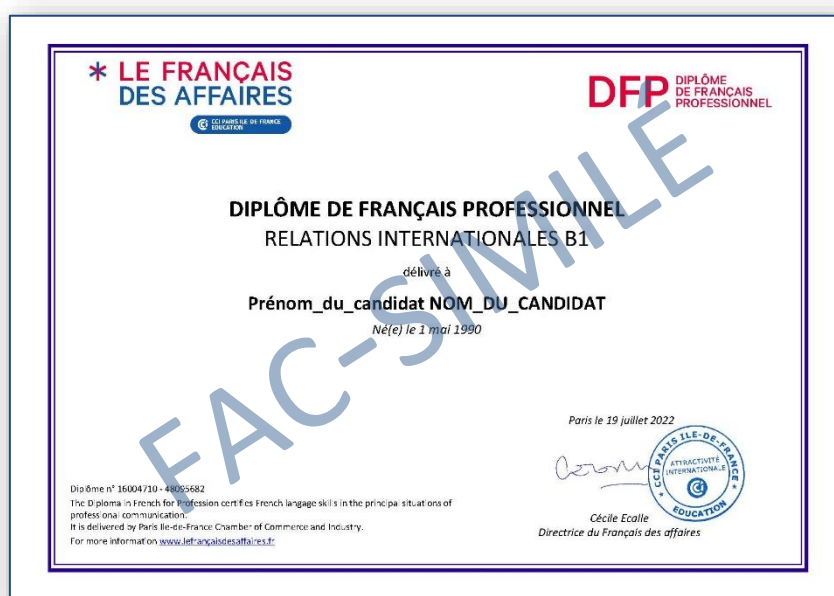 LE FRANÇAIS
DES AFFAIRES
CCI PARIS ILE DE FRANCE
EDUCATION
DFP DIPLÔME
DE FRANÇAIS
PROFESSIONNEL
DIPLÔME DE FRANÇAIS PROFESSIONNEL
RELATIONS INTERNATIONALES B1
délivré à
Prénom_du_candidat NOM_DU_CANDIDAT
Né(e) le 1 mai 1990
FAC-SIMILÉ
Paris le 19 juillet 2022
CCI PARIS ILE-DE-FRANCE
ATTRACTIVITÉ
INTERNATIONALE
CCI
EDUCATION
Cécile Ecalle
Directrice du Français des affaires
Diplôme n° 16004710 - 48095682
The Diploma in French for Profession certifies French langage skills in the principal situations of
professional communication.
It is delivered by Paris Ile-de-France Chamber of Commerce and Industry.
For more information www.lefrançaisdesaffaires.fr